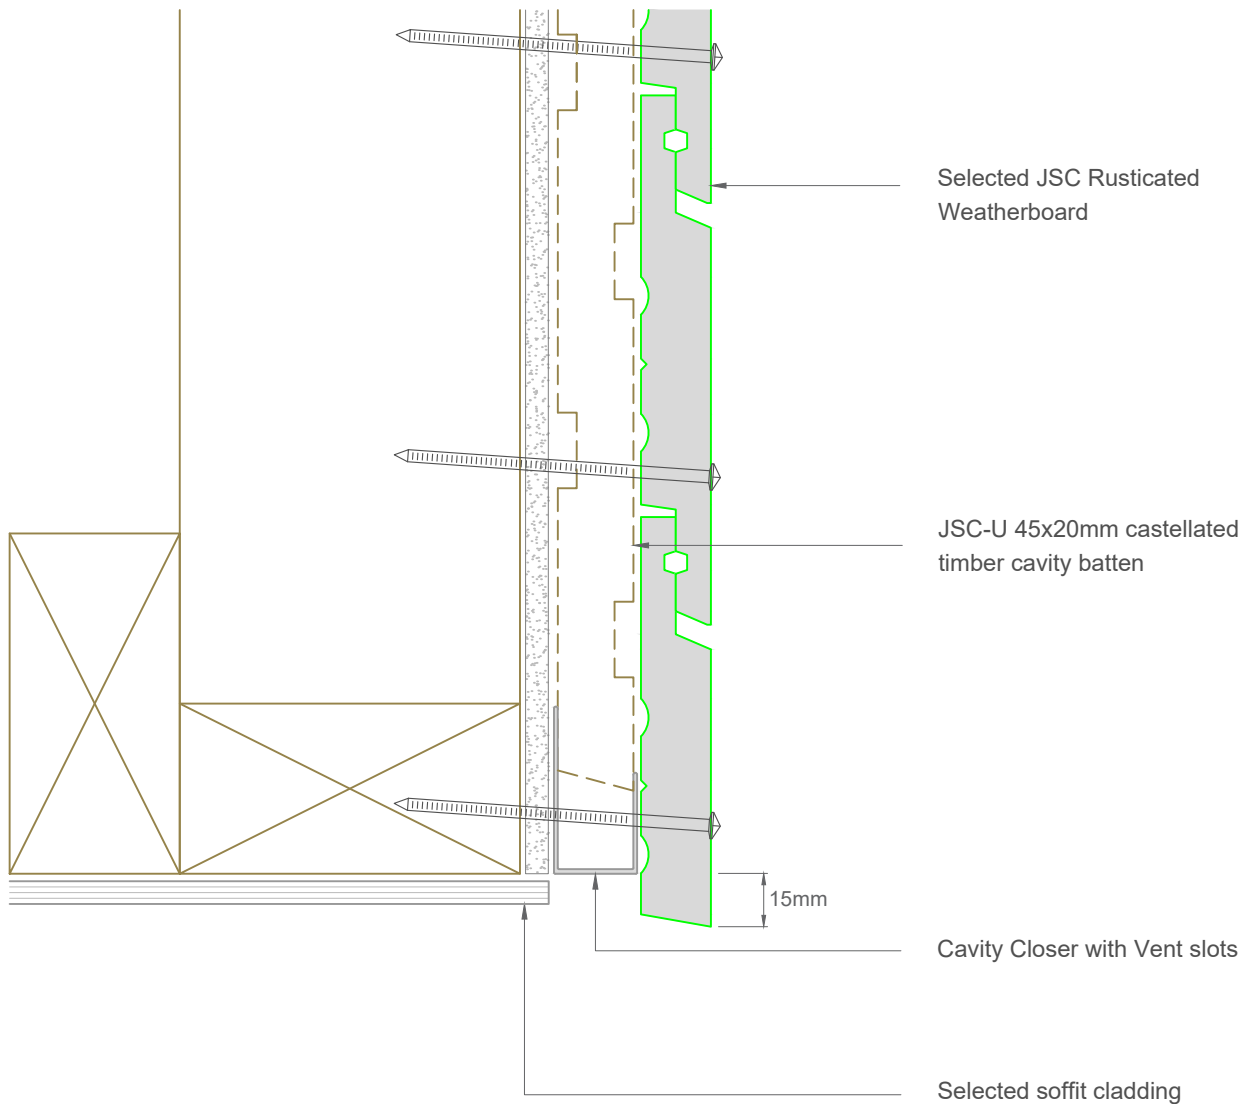 Selected JSC Rusticated
Weatherboard
JSC-U 45x20mm castellated
timber cavity batten
15mm
Cavity Closer with Vent slots
Selected soffit cladding